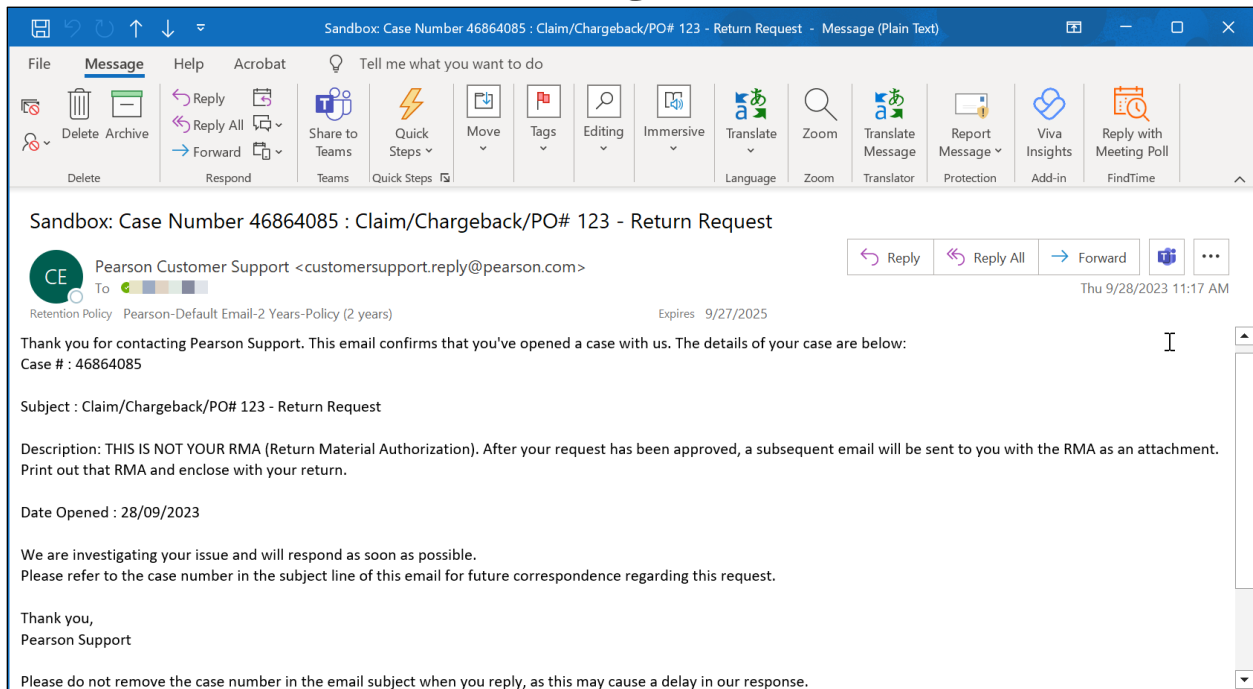 Sandbox: Case Number 46864085 : Claim/Chargeback/PO# 123 - Return Request - Message (Plain Text)
File Message Help Acrobat Tell me what you want to do
Delete Archive
Reply
Reply All
Forward
Share to Teams
Quick Steps
Move
Tags
Editing
Immersive
Translate
Zoom
Translate Message
Report Message
Viva Insights
Reply with Meeting Poll
Delete Respond Teams Quick Steps Language Zoom Translator Protection Add-in FindTime
Sandbox: Case Number 46864085 : Claim/Chargeback/PO# 123 - Return Request
CE
Pearson Customer Support <customersupport.reply@pearson.com>
To
Reply Reply All Forward
Thu 9/28/2023 11:17 AM
Retention Policy Pearson-Default Email-2 Years-Policy (2 years) Expires 9/27/2025
Thank you for contacting Pearson Support. This email confirms that you've opened a case with us. The details of your case are below:
Case # : 46864085
Subject : Claim/Chargeback/PO# 123 - Return Request
Description: THIS IS NOT YOUR RMA (Return Material Authorization). After your request has been approved, a subsequent email will be sent to you with the RMA as an attachment.
Print out that RMA and enclose with your return.
Date Opened : 28/09/2023
We are investigating your issue and will respond as soon as possible.
Please refer to the case number in the subject line of this email for future correspondence regarding this request.
Thank you,
Pearson Support
Please do not remove the case number in the email subject when you reply, as this may cause a delay in our response.